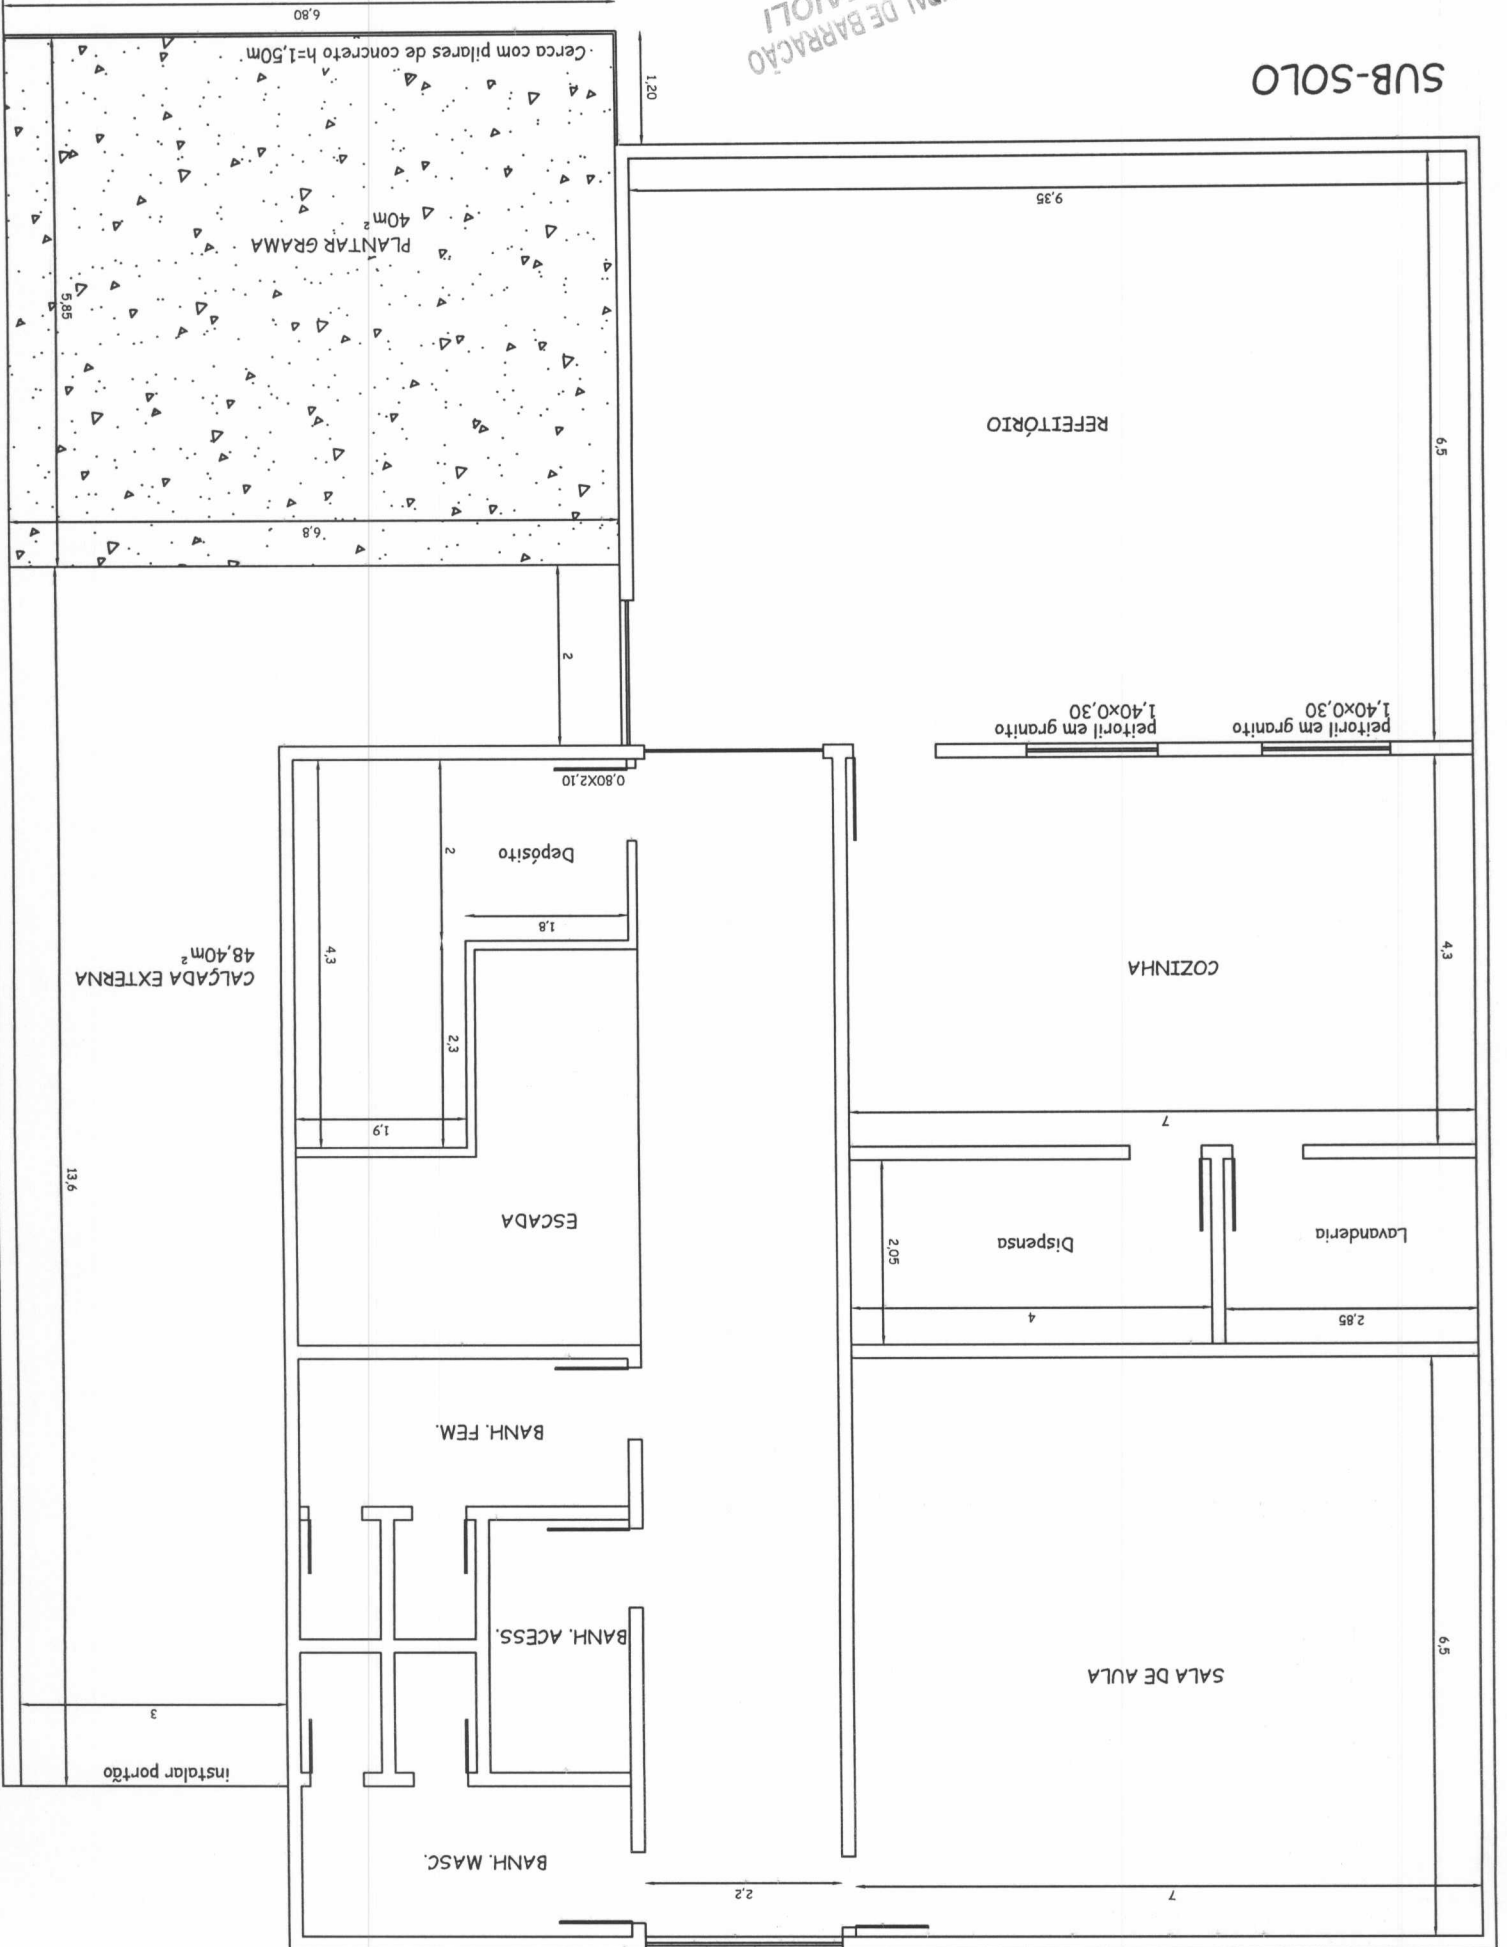 7
2,2
BANH. MASC.
instalar portão
3
SALA DE AULA
6,5
BANH. ACESS.
BANH. FEM.
2,85
4
Lavanderia
Dispensa
2,05
ESCADA
13,6
7
1,9
COZINHA
4,3
2,3
4,3
1,8
CALÇADA EXTERNA
48,40m²
Depósito
2
0,80X2,10
peitoril em granito
1,40x0,30
peitoril em granito
1,40x0,30
2
6,8
REFEITÓRIO
6,5
5,85
PLANTAR GRAMA
40m²
9,35
1,20
Cerca com pilares de concreto h=1,50m
6,80
SUB-SOLO
DE BARRACÃO